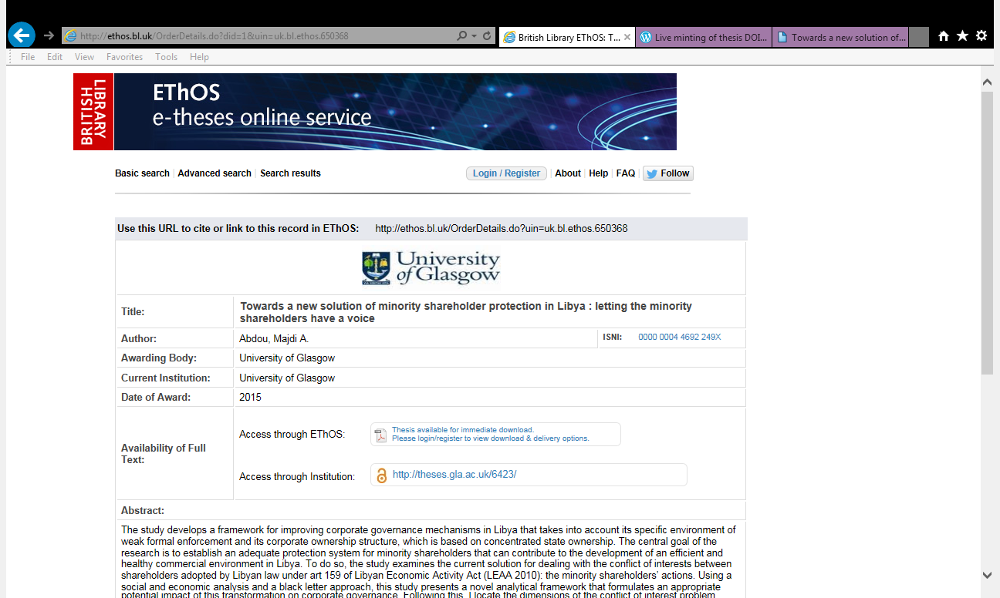 http://ethos.bl.uk/OrderDetails.do?did=1&uin=uk.bl.ethos.650368
British Library EThOS: T...
Live minting of thesis DOI...
Towards a new solution of...
File Edit View Favorites Tools Help
BRITISH LIBRARY
EThOS
e-theses online service
Basic search Advanced search Search results Login / Register About Help FAQ Follow
Use this URL to cite or link to this record in EThOS: http://ethos.bl.uk/OrderDetails.do?uin=uk.bl.ethos.650368
University
of Glasgow
Title: Towards a new solution of minority shareholder protection in Libya : letting the minority
shareholders have a voice
Author: Abdou, Majdi A. ISNI: 0000 0004 4692 249X
Awarding Body: University of Glasgow
Current Institution: University of Glasgow
Date of Award: 2015
Availability of Full
Text:
Access through EThOS: Thesis available for immediate download.
Please login/register to view download & delivery options.
Access through Institution: http://theses.gla.ac.uk/6423/
Abstract:
The study develops a framework for improving corporate governance mechanisms in Libya that takes into account its specific environment of
weak formal enforcement and its corporate ownership structure, which is based on concentrated state ownership. The central goal of the
research is to establish an adequate protection system for minority shareholders that can contribute to the development of an efficient and
healthy commercial environment in Libya. To do so, the study examines the current solution for dealing with the conflict of interests between
shareholders adopted by Libyan law under art 159 of Libyan Economic Activity Act (LEAA 2010): the minority shareholders' actions. Using a
social and economic analysis and a black letter approach, this study presents a novel analytical framework that formulates an appropriate
potential impact of this transformation on corporate governance. Following this, I locate the dimensions of the conflict of interest problem